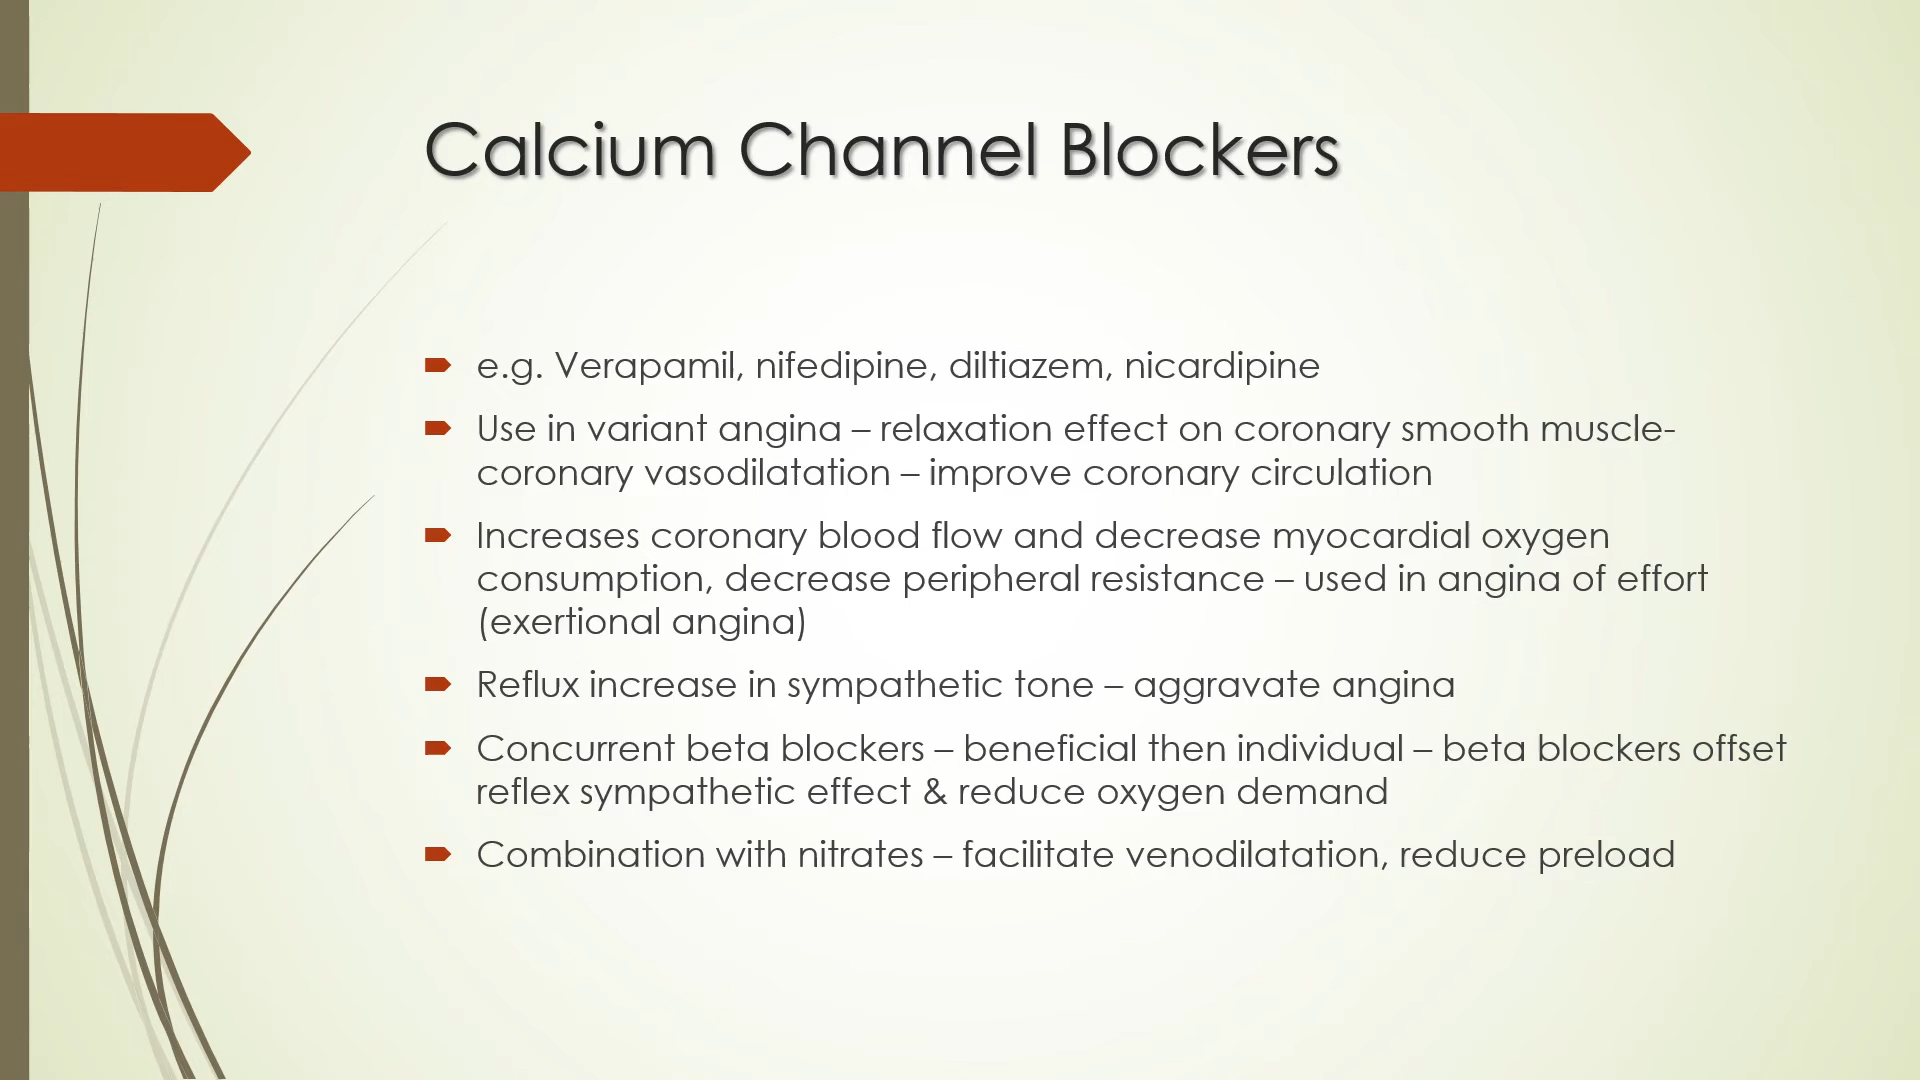 Calcium Channel Blockers
e.g. Verapamil, nifedipine, diltiazem, nicardipine
Use in variant angina – relaxation effect on coronary smooth muscle-
coronary vasodilatation – improve coronary circulation
Increases coronary blood flow and decrease myocardial oxygen
consumption, decrease peripheral resistance – used in angina of effort
(exertional angina)
Reflux increase in sympathetic tone – aggravate angina
Concurrent beta blockers – beneficial then individual – beta blockers offset
reflex sympathetic effect & reduce oxygen demand
Combination with nitrates – facilitate venodilatation, reduce preload